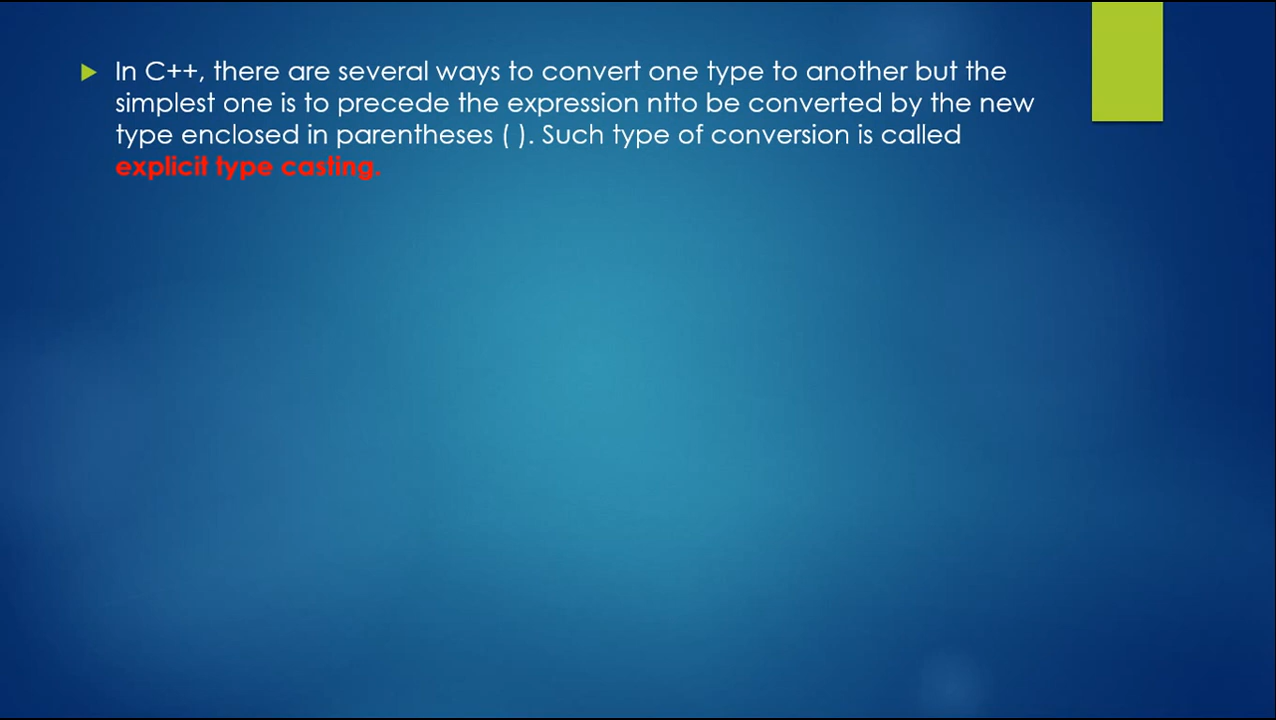 In C++, there are several ways to convert one type to another but the
simplest one is to precede the expression ntto be converted by the new
type enclosed in parentheses ( ). Such type of conversion is called
explicit type casting.